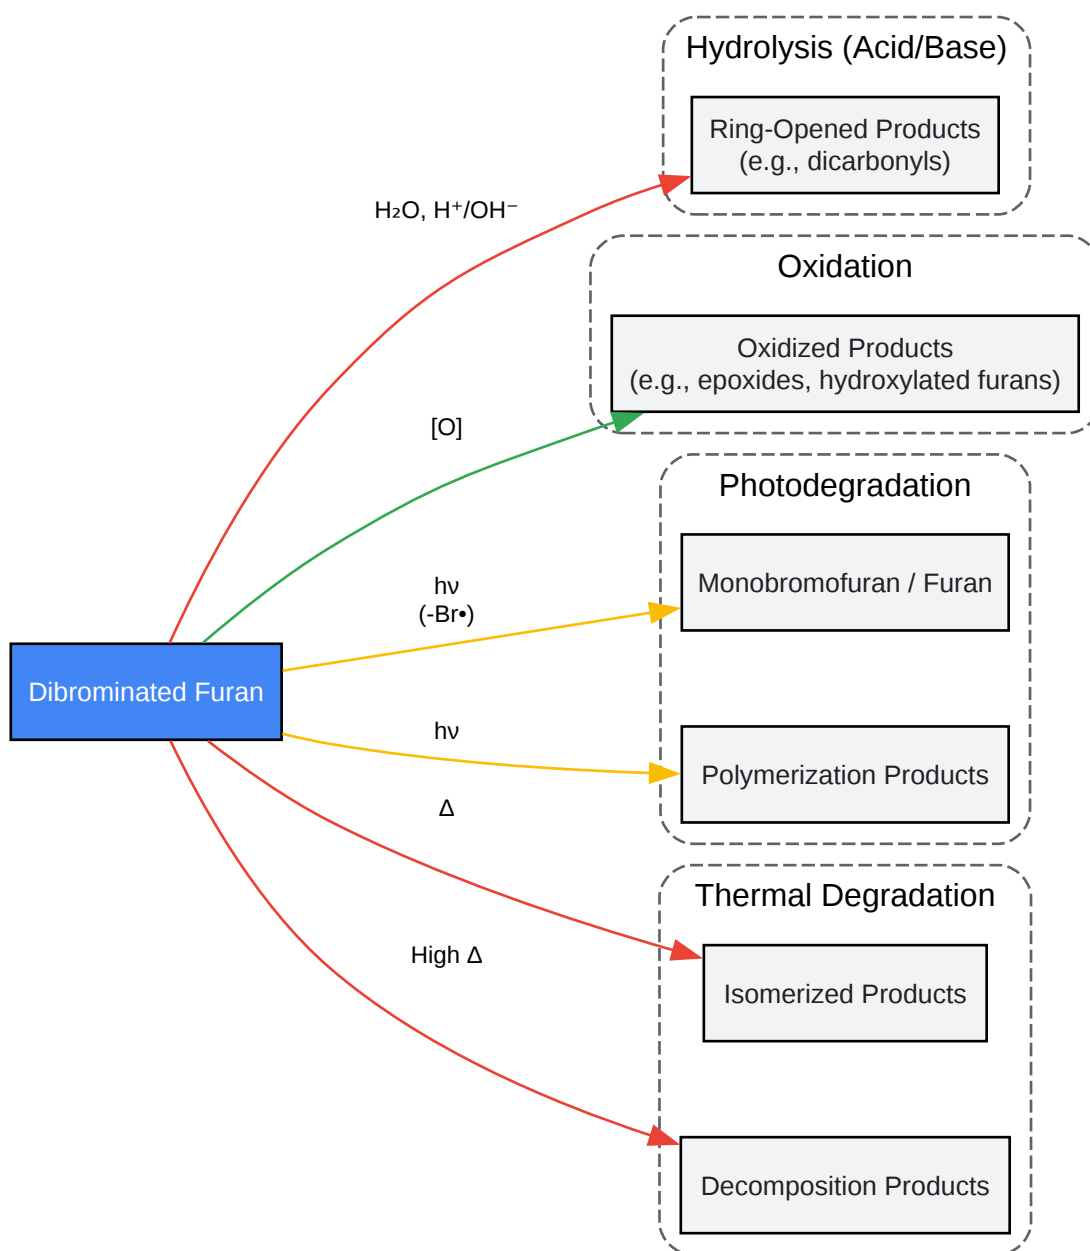 Hydrolysis (Acid/Base)
Ring-Opened Products
(e.g., dicarbonyls)
H₂O, H⁺/OH⁻
Oxidation
Oxidized Products
(e.g., epoxides, hydroxylated furans)
[O]
Photodegradation
Monobromofuran / Furan
hν
(-Br•)
Dibrominated Furan
hν
Polymerization Products
Δ
Thermal Degradation
Isomerized Products
High Δ
Decomposition Products